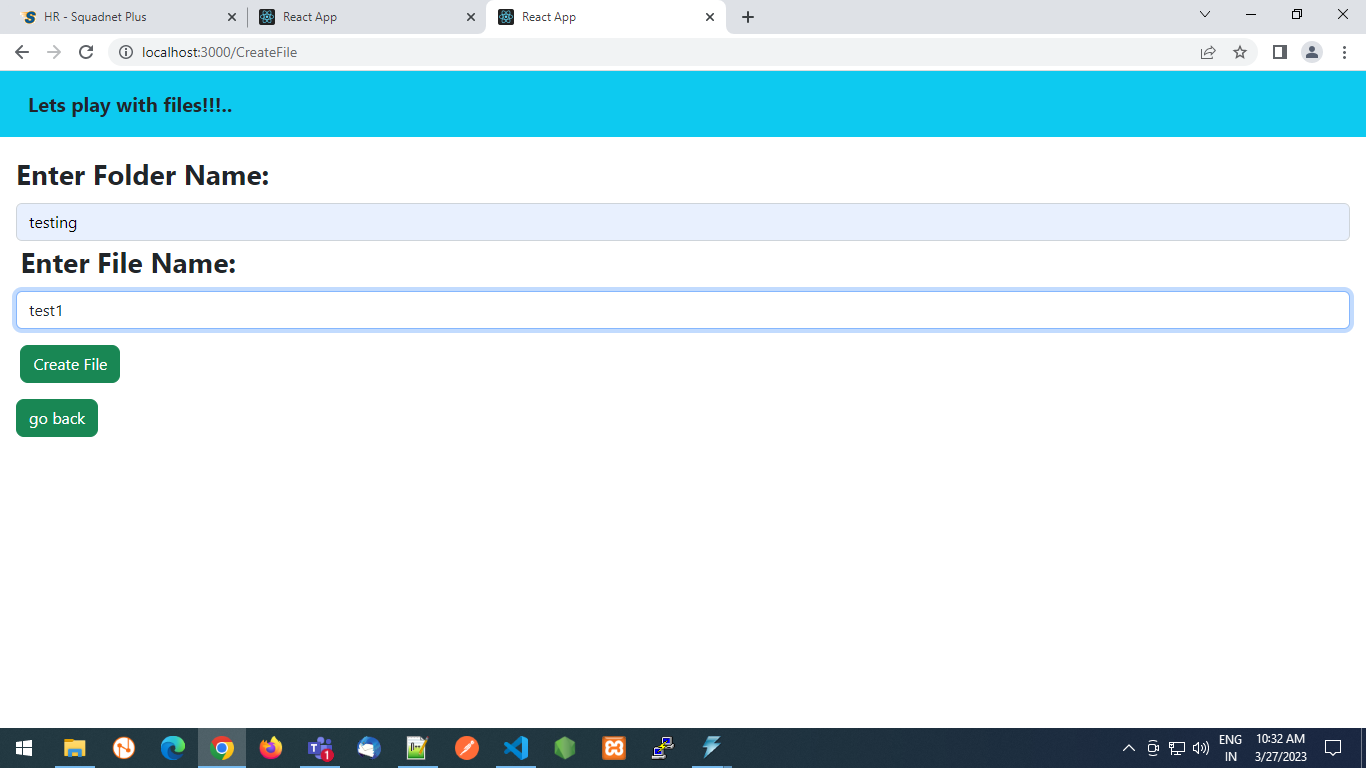 HR - Squadnet Plus
React App
React App
localhost:3000/CreateFile
Lets play with files!!!..
Enter Folder Name:
testing
Enter File Name:
test1
Create File
go back
1
ENG
IN
10:32 AM
3/27/2023